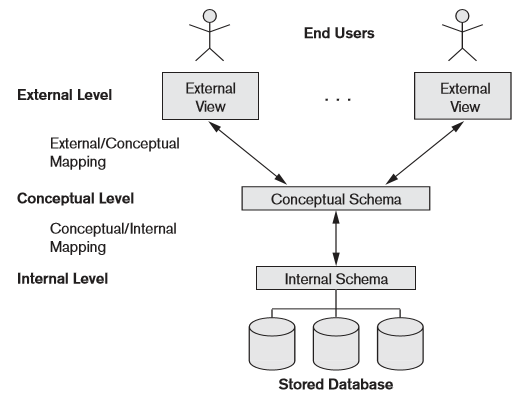 End Users
External Level
External
View
. . .
External
View
External/Conceptual
Mapping
Conceptual Level
Conceptual Schema
Conceptual/Internal
Mapping
Internal Level
Internal Schema
Stored Database